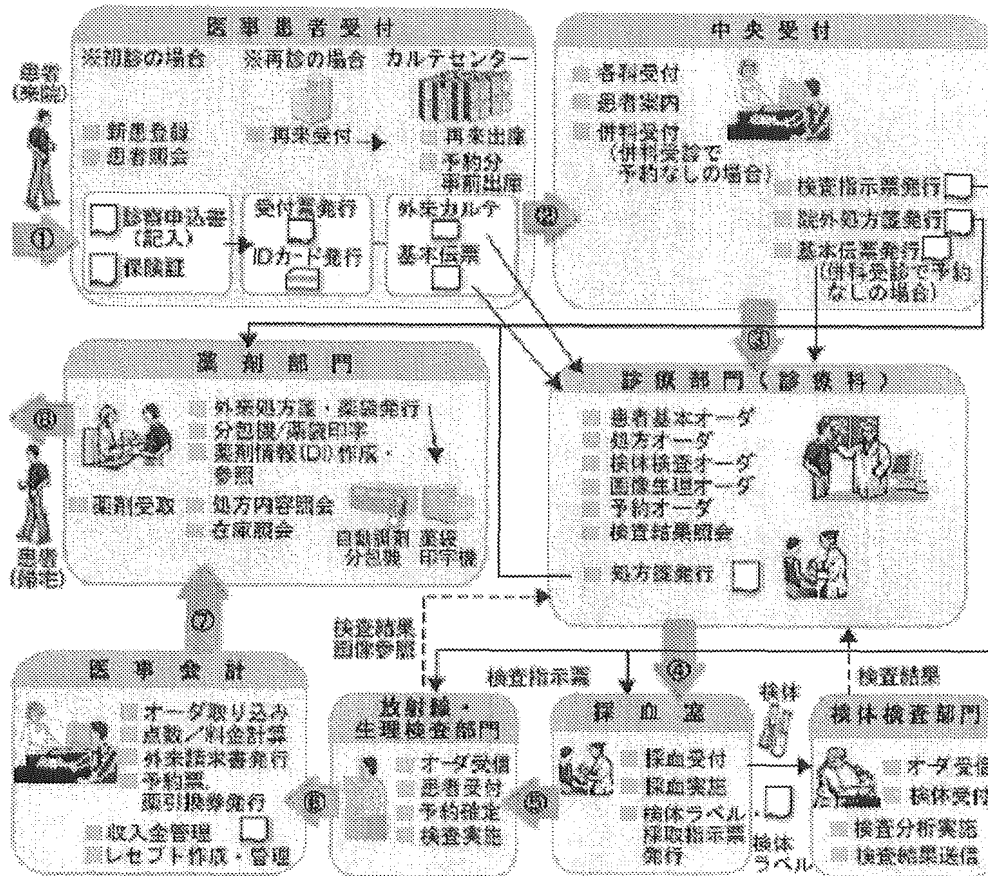 医事患者受付
※初診の場合
※再診の場合
カルテセンター
患者
(来院)
新患登録
患者照会
再来受付
再来出庫
予約分
事前出庫
①
診察申込書
(記入)
保険証
受付票発行
IDカード発行
外来カルテ
基本伝票
②
中央受付
各科受付
患者案内
併科受付
(併科受診で
予約なしの場合)
検査指示票発行
院外処方箋発行
基本伝票発行
(併科受診で予約
なしの場合)
③
診療部門(診療科)
患者基本オーダ
処方オーダ
検体検査オーダ
画像生理オーダ
予約オーダ
検査結果照会
処方箋発行
薬剤部門
外来処方箋・薬袋発行
分包機/薬袋印字
薬剤情報(DI)作成・
参照
薬剤受取
処方内容照会
在庫照会
自動調剤
分包機
薬袋
印字機
⑧
患者
(帰宅)
⑦
検査結果
画像参照
④
検査指示票
検体
検査結果
医事会計
オーダ取り込み
点数/料金計算
外来請求書発行
予約票、
薬引換券発行
収入金管理
レセプト作成・管理
⑥
放射線・
生理検査部門
オーダ受信
患者受付
予約確定
検査実施
⑤
採血室
採血受付
採血実施
検体ラベル・
採取指示票
発行
検体
ラベル
検体検査部門
オーダ受信
検体受付
検査分析実施
検査結果送信